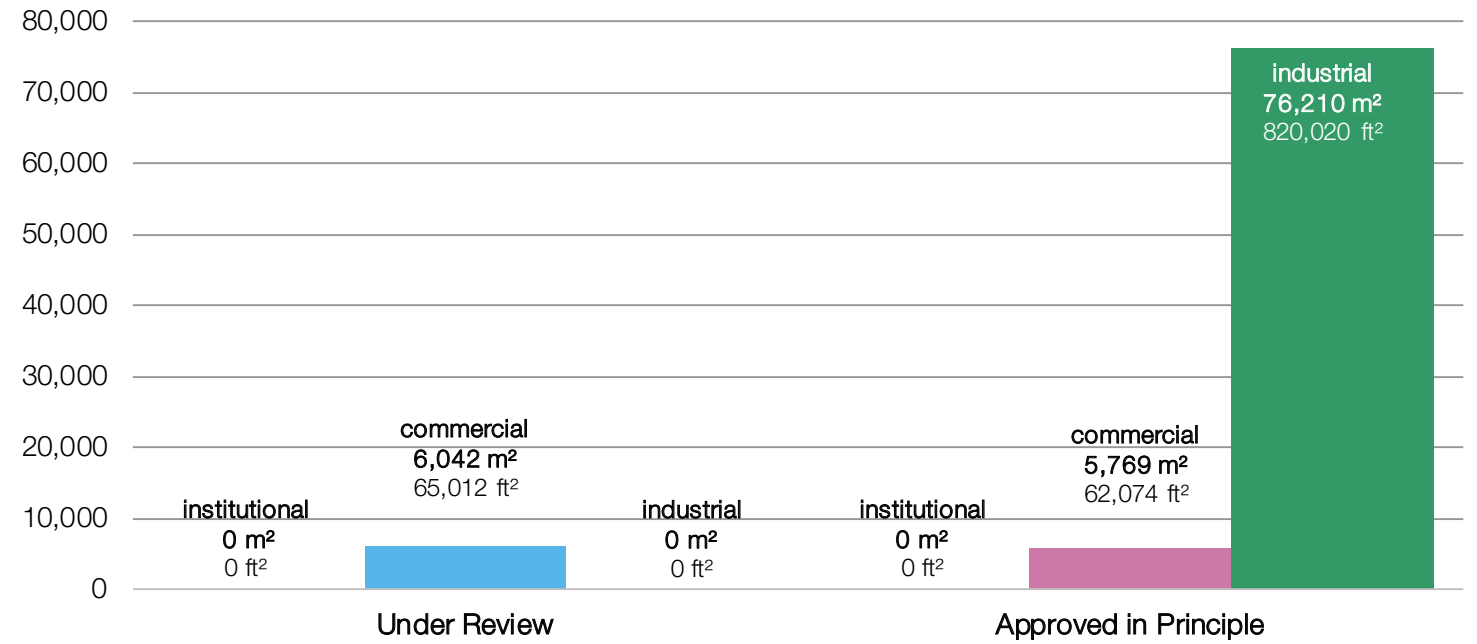 80,000
70,000
60,000
50,000
40,000
30,000
20,000
10,000
0
institutional
0 m²
0 ft²
commercial
6,042 m²
65,012 ft²
industrial
0 m²
0 ft²
institutional
0 m²
0 ft²
commercial
5,769 m²
62,074 ft²
industrial
76,210 m²
820,020 ft²
Under Review
Approved in Principle